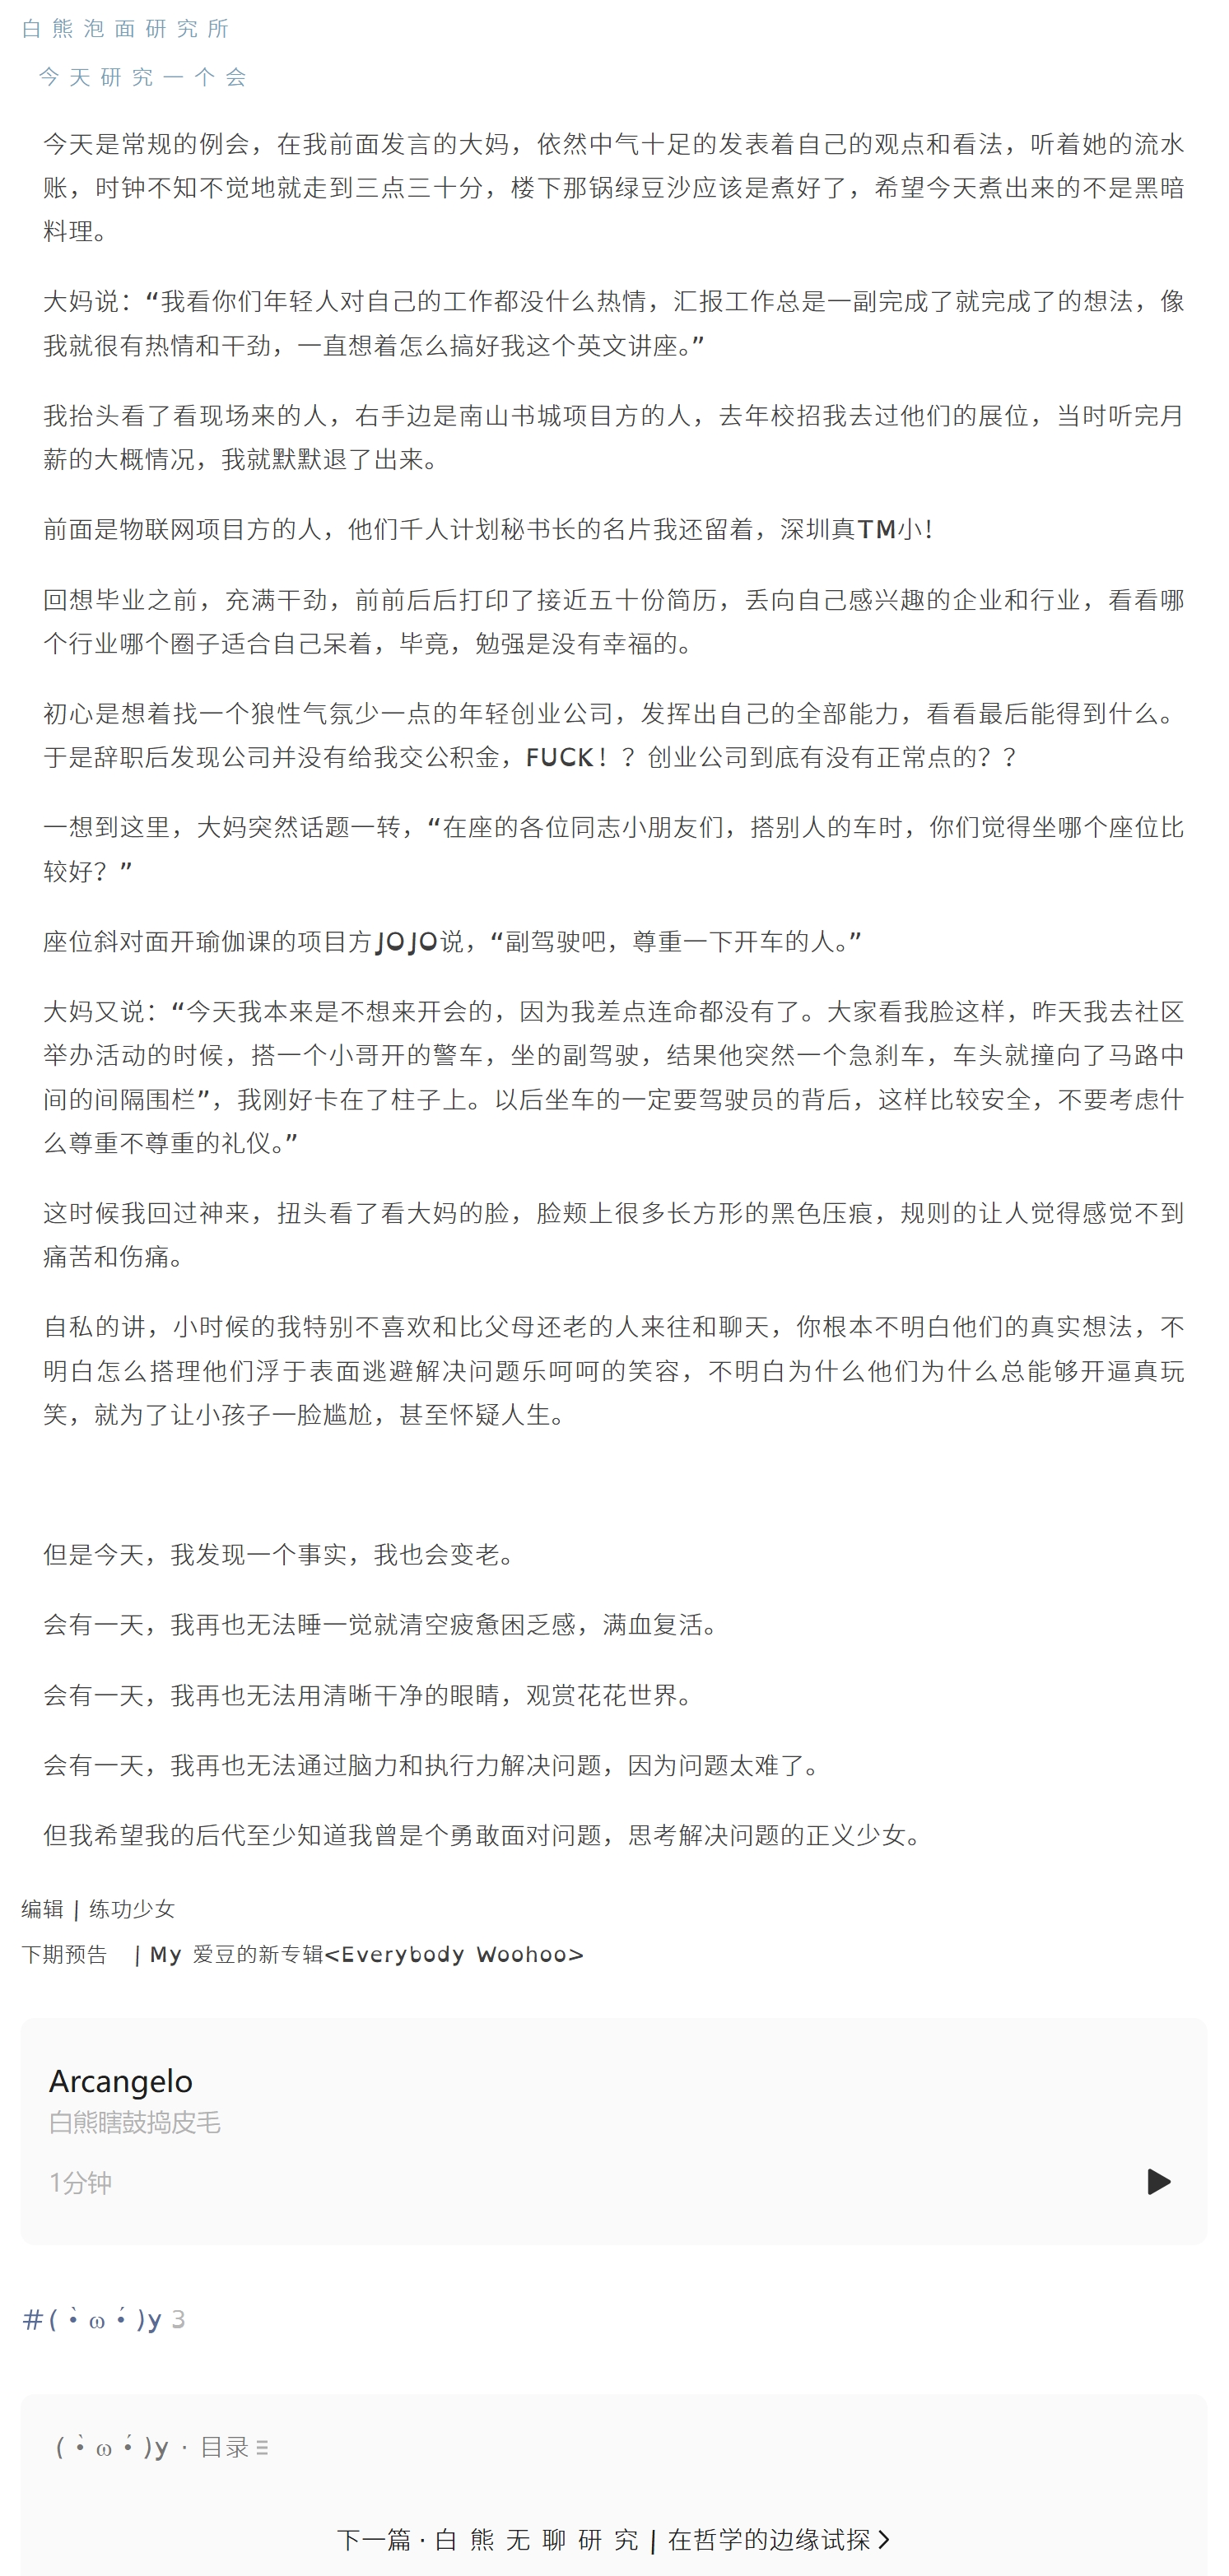 白熊泡面研究所
今天研究一个会
今天是常规的例会，在我前面发言的大妈，依然中气十足的发表着自己的观点和看法，听着她的流水
账，时钟不知不觉地就走到三点三十分，楼下那锅绿豆沙应该是煮好了，希望今天煮出来的不是黑暗
料理。
大妈说：“我看你们年轻人对自己的工作都没什么热情，汇报工作总是一副完成了就完成了的想法，像
我就很有热情和干劲，一直想着怎么搞好我这个英文讲座。”
我抬头看了看现场来的人，右手边是南山书城项目方的人，去年校招我去过他们的展位，当时听完月
薪的大概情况，我就默默退了出来。
前面是物联网项目方的人，他们千人计划秘书长的名片我还留着，深圳真TM小！
回想毕业之前，充满干劲，前前后后打印了接近五十份简历，丢向自己感兴趣的企业和行业，看看哪
个行业哪个圈子适合自己呆着，毕竟，勉强是没有幸福的。
初心是想着找一个狼性气氛少一点的年轻创业公司，发挥出自己的全部能力，看看最后能得到什么。
于是辞职后发现公司并没有给我交公积金，FUCK！？创业公司到底有没有正常点的？？
一想到这里，大妈突然话题一转，“在座的各位同志小朋友们，搭别人的车时，你们觉得坐哪个座位比
较好？”
座位斜对面开瑜伽课的项目方JOJO说，“副驾驶吧，尊重一下开车的人。”
大妈又说：“今天我本来是不想来开会的，因为我差点连命都没有了。大家看我脸这样，昨天我去社区
举办活动的时候，搭一个小哥开的警车，坐的副驾驶，结果他突然一个急刹车，车头就撞向了马路中
间的间隔围栏”，我刚好卡在了柱子上。以后坐车的一定要驾驶员的背后，这样比较安全，不要考虑什
么尊重不尊重的礼仪。”
这时候我回过神来，扭头看了看大妈的脸，脸颊上很多长方形的黑色压痕，规则的让人觉得感觉不到
痛苦和伤痛。
自私的讲，小时候的我特别不喜欢和比父母还老的人来往和聊天，你根本不明白他们的真实想法，不
明白怎么搭理他们浮于表面逃避解决问题乐呵呵的笑容，不明白为什么他们为什么总能够开逼真玩
笑，就为了让小孩子一脸尴尬，甚至怀疑人生。
但是今天，我发现一个事实，我也会变老。
会有一天，我再也无法睡一觉就清空疲惫困乏感，满血复活。
会有一天，我再也无法用清晰干净的眼睛，观赏花花世界。
会有一天，我再也无法通过脑力和执行力解决问题，因为问题太难了。
但我希望我的后代至少知道我曾是个勇敢面对问题，思考解决问题的正义少女。
编辑 | 练功少女
下期预告 | My 爱豆的新专辑<Everybody Woohoo>
Arcangelo
白熊瞎鼓捣皮毛
1分钟
#( •̀ ω •́ )y 3
( •̀ ω •́ )y · 目录
下一篇 · 白 熊 无 聊 研 究 | 在哲学的边缘试探